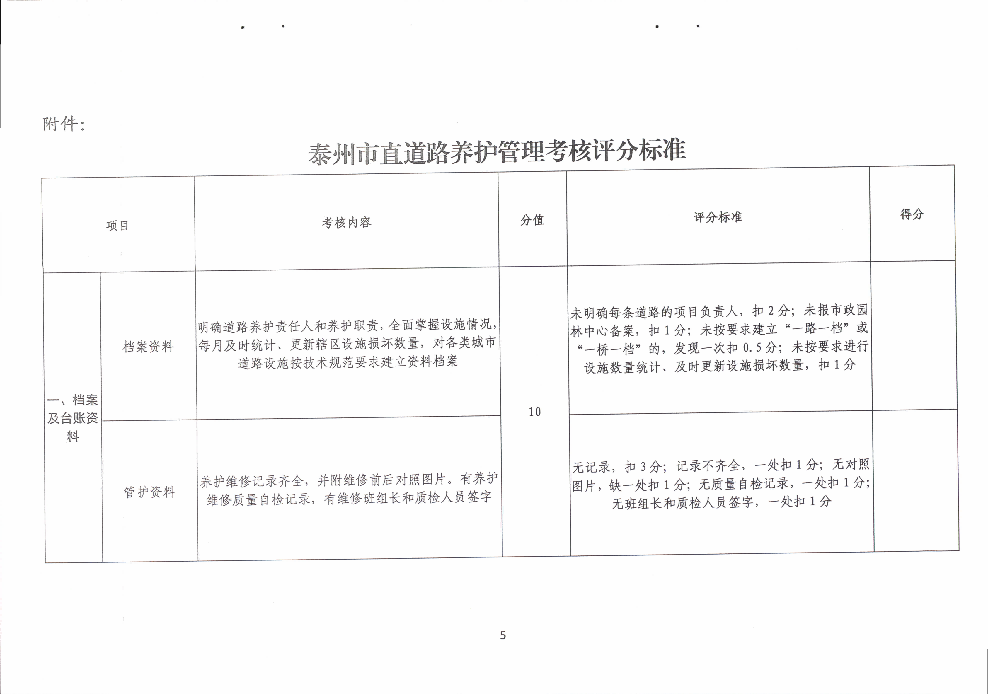 附件：
泰州市直道路养护管理考核评分标准
项目
考核内容
分值
评分标准
得分
一、档案
及台账资
料
档案资料
明确道路养护责任人和养护职责，全面掌握设施情况，
每月及时统计、更新辖区设施损坏数量，对各类城市
道路设施按技术规范要求建立资料档案
10
未明确每条道路的项目负责人，扣 2 分；未报市政园
林中心备案，扣 1 分；未按要求建立“一路一档”或
“一桥一档”的，发现一次扣 0.5 分；未按要求进行
设施数量统计、及时更新设施损坏数量，扣 1 分
管护资料
养护维修记录齐全，并附维修前后对照图片。有养护
维修质量自检记录，有维修班组长和质检人员签字
无记录，扣 3 分；记录不齐全，一处扣 1 分；无对照
图片，缺一处扣 1 分；无质量自检记录，一处扣 1 分；
无班组长和质检人员签字，一处扣 1 分
5